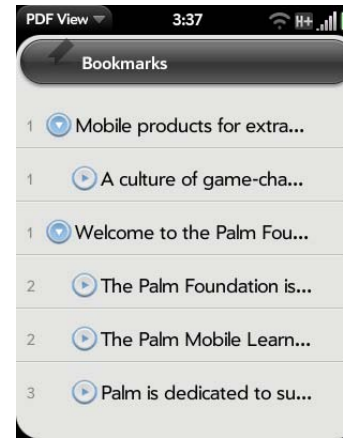 PDF View 3:37 H+
Bookmarks
1 Mobile products for extra...
1 A culture of game-cha...
1 Welcome to the Palm Fou...
2 The Palm Foundation is...
2 The Palm Mobile Learn...
3 Palm is dedicated to su...